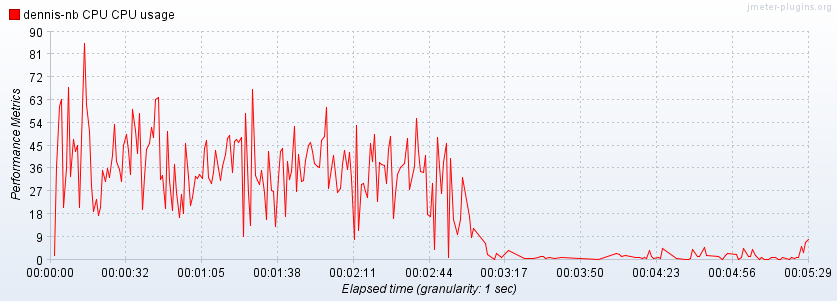 jmeter-plugins.org
dennis-nb CPU CPU usage
90
81
72
63
54
45
36
27
18
9
0
Performance Metrics
00:00:00 00:00:32 00:01:05 00:01:38 00:02:11 00:02:44 00:03:17 00:03:50 00:04:23 00:04:56 00:05:29
Elapsed time (granularity: 1 sec)